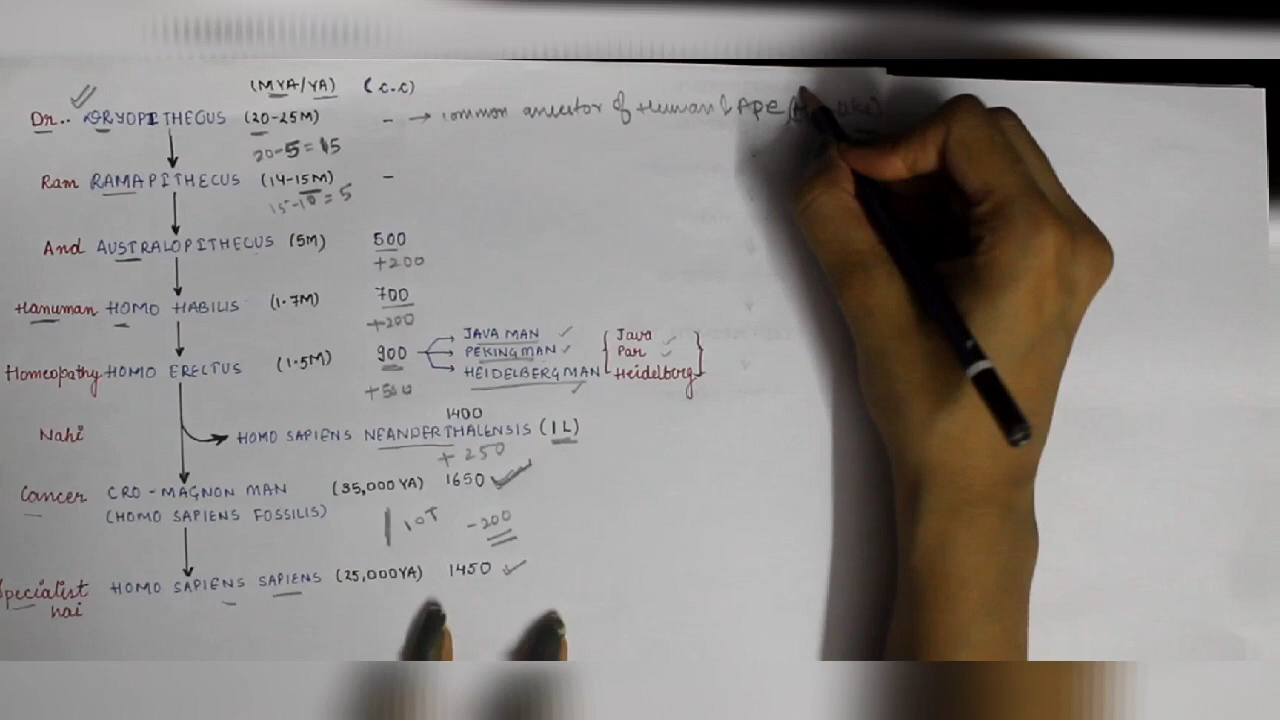 (MYA/YA) (C.C)
Dr.. DRYOPITHECUS (20-25M) - → common ancestor of Human & APE
20-5=15
Ram RAMAPITHECUS (14-15M) -
15-10=5
And AUSTRALOPITHECUS (5M) 500
+200
Hanuman HOMO HABILIS (1.7M) 700
+200
Homeopathy HOMO ERECTUS (1.5M) 900
JAVA MAN Java
PEKING MAN Par
HEIDELBERG MAN Heidelberg
+500
1400
Nahi HOMO SAPIENS NEANDERTHALENSIS (1L)
+250
Cancer CRO-MAGNON MAN (35,000YA) 1650
(HOMO SAPIENS FOSSILIS) 10T -200
Specialist HOMO SAPIENS SAPIENS (25,000YA) 1450
hai